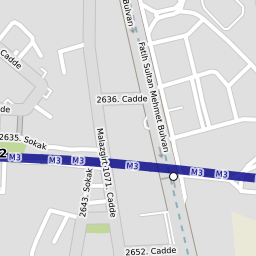 Cadde
Bulvarı
Fatih Sultan Mehmet Bulvarı
Cadde
2636. Cadde
2635. Sokak
Malazgirt 1071. Cadde
2
M3
M3
M3
M3
M3
2643. Sokak
2652. Cadde